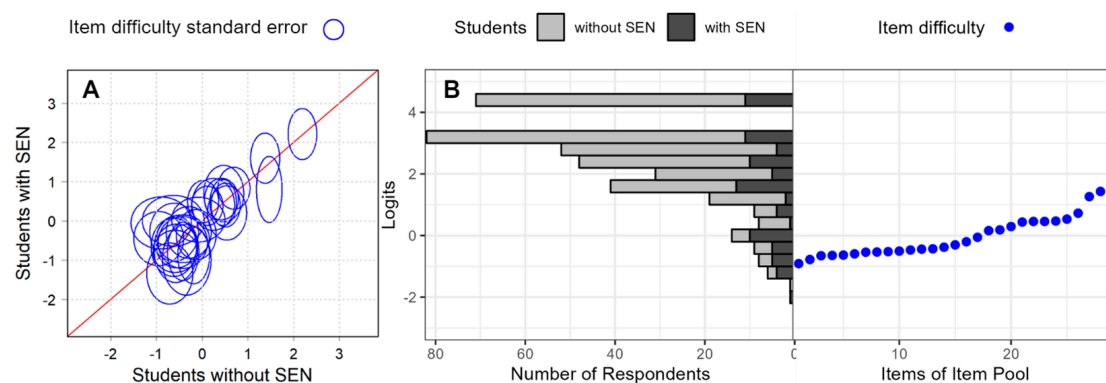 Item difficulty standard error
Students without SEN with SEN
Item difficulty
A
Students with SEN
3
2
1
0
-1
-2
-2 -1 0 1 2 3
Students without SEN
B
Logits
4
2
0
-2
80 60 40 20 0
Number of Respondents
10 20
Items of Item Pool